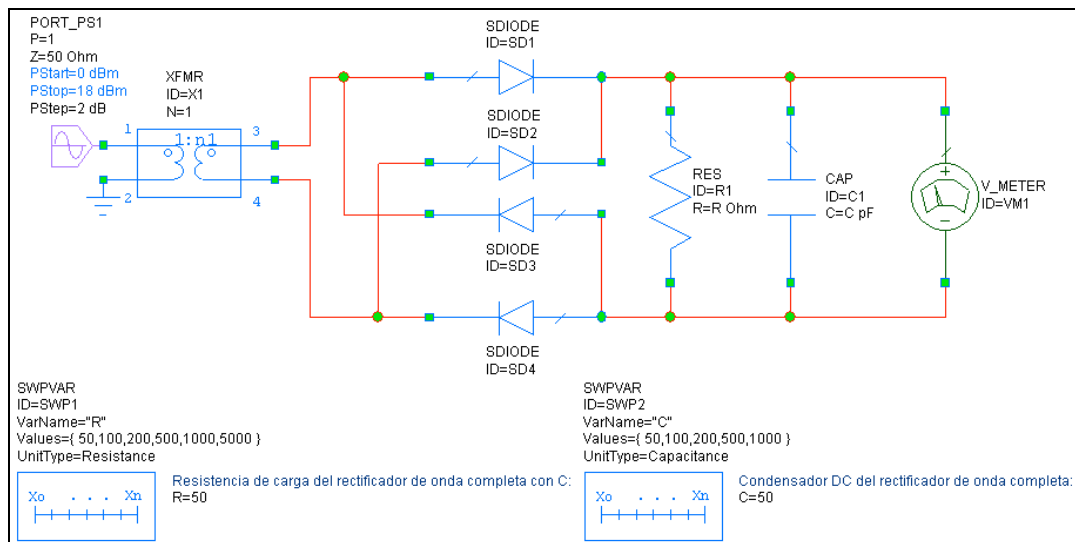 PORT_PS1
P=1
Z=50 Ohm
PStart=0 dBm
PStop=18 dBm
PStep=2 dB
XFMR
ID=X1
N=1
1
2
3
4
1:n1
SDIODE
ID=SD1
SDIODE
ID=SD2
SDIODE
ID=SD3
SDIODE
ID=SD4
RES
ID=R1
R=R Ohm
CAP
ID=C1
C=C pF
V_METER
ID=VM1
SWPVAR
ID=SWP1
VarName="R"
Values={ 50,100,200,500,1000,5000 }
UnitType=Resistance
Xo . . . Xn
Resistencia de carga del rectificador de onda completa con C:
R=50
SWPVAR
ID=SWP2
VarName="C"
Values={ 50,100,200,500,1000 }
UnitType=Capacitance
Xo . . . Xn
Condensador DC del rectificador de onda completa:
C=50